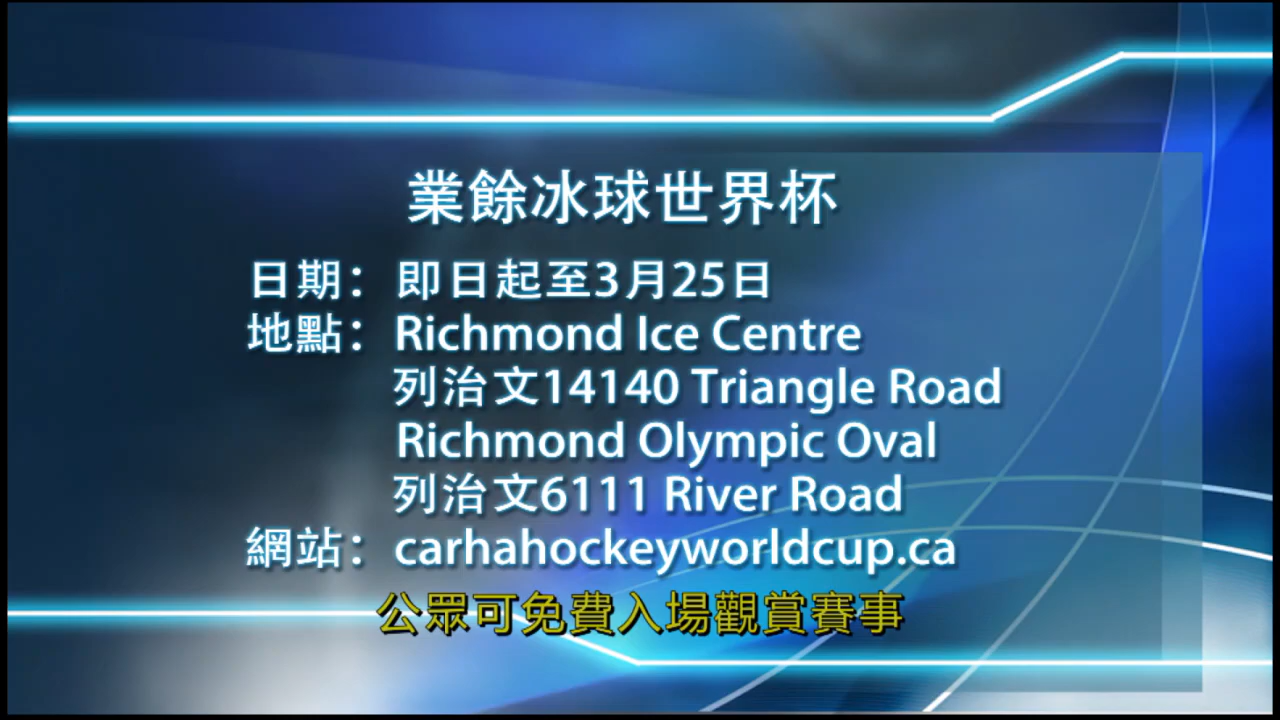 業餘冰球世界杯
日期：即日起至3月25日
地點：Richmond Ice Centre
列治文14140 Triangle Road
Richmond Olympic Oval
列治文6111 River Road
網站：carhahockeyworldcup.ca
公眾可免費入場觀賞賽事